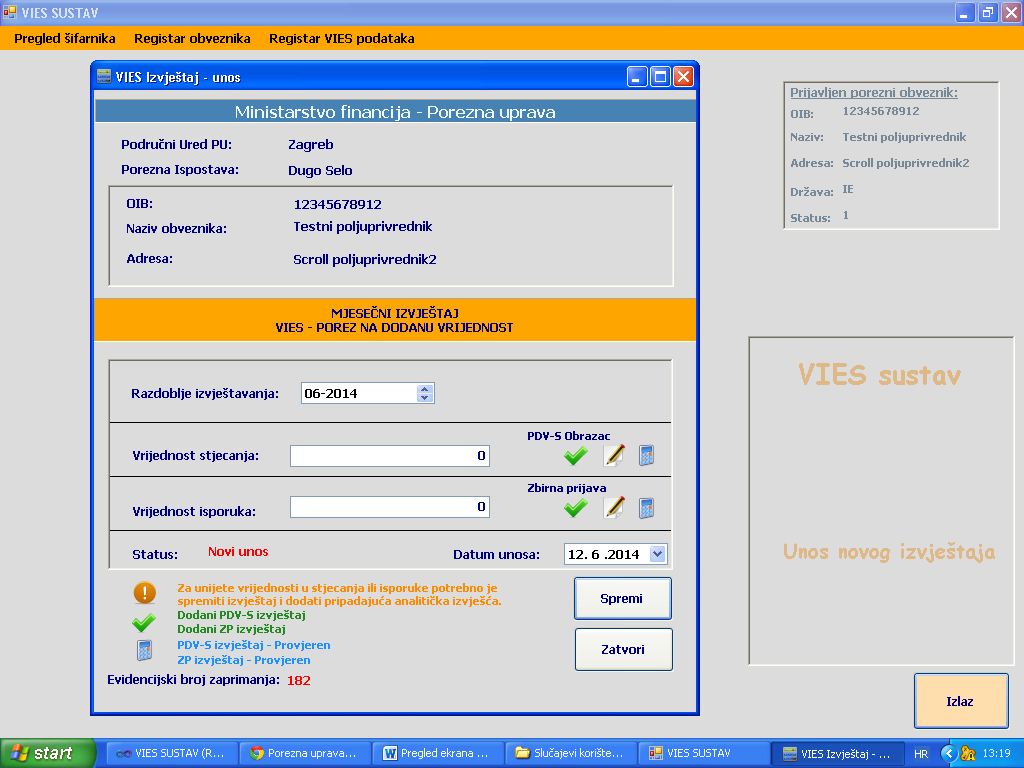 VIES SUSTAV
Pregled šifarnika Registar obveznika Registar VIES podataka
VIES Izvještaj - unos
Ministarstvo financija - Porezna uprava
Područni Ured PU: Zagreb
Porezna Ispostava: Dugo Selo
OIB: 12345678912
Naziv obveznika: Testni poljuprivrednik
Adresa: Scroll poljuprivrednik2
MJESEČNI IZVJEŠTAJ
VIES - POREZ NA DODANU VRIJEDNOST
Razdoblje izvještavanja: 06-2014
PDV-S Obrazac
Vrijednost stjecanja: 0
Zbirna prijava
Vrijednost isporuka: 0
Status: Novi unos Datum unosa: 12. 6 .2014
Za unijete vrijednosti u stjecanja ili isporuke potrebno je
spremiti izvještaj i dodati pripadajuća analitička izvješća.
Dodani PDV-S izvještaj
Dodani ZP izvještaj
PDV-S izvještaj - Provjeren
ZP izvještaj - Provjeren
Evidencijski broj zaprimanja: 182
Spremi
Zatvori
Prijavljen porezni obveznik:
OIB: 12345678912
Naziv: Testni poljuprivrednik
Adresa: Scroll poljuprivrednik2
Država: IE
Status: 1
VIES sustav
Unos novog izvještaja
Izlaz
start VIES SUSTAV (R... Porezna uprava... Pregled ekrana ... Slučajevi korište... VIES SUSTAV VIES Izvještaj - ... HR 13:19